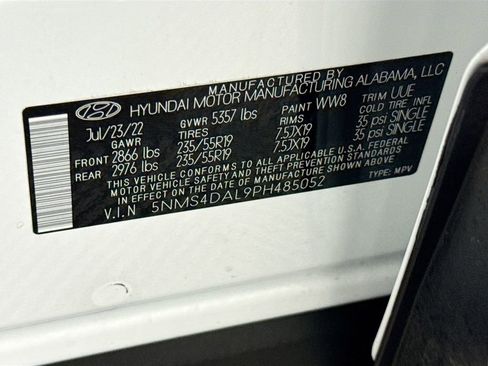 MANUFACTURED BY
HYUNDAI MOTOR MANUFACTURING ALABAMA, LLC
Jul/23/22 GVWR 5357 lbs PAINT WW8 TRIM UUE
GAWR TIRES RIMS COLD TIRE INFL
FRONT 2866 lbs 235/55R19 7.5JX19 35 psi SINGLE
REAR 2976 lbs 235/55R19 7.5JX19 35 psi SINGLE
THIS VEHICLE CONFORMS TO ALL APPLICABLE U.S.A. FEDERAL
MOTOR VEHICLE SAFETY AND THEFT PREVENTION STANDARDS
IN EFFECT ON THE DATE OF MANUFACTURE SHOWN ABOVE.
V.I.N 5NMS4DAL9PH485052 TYPE: MPV